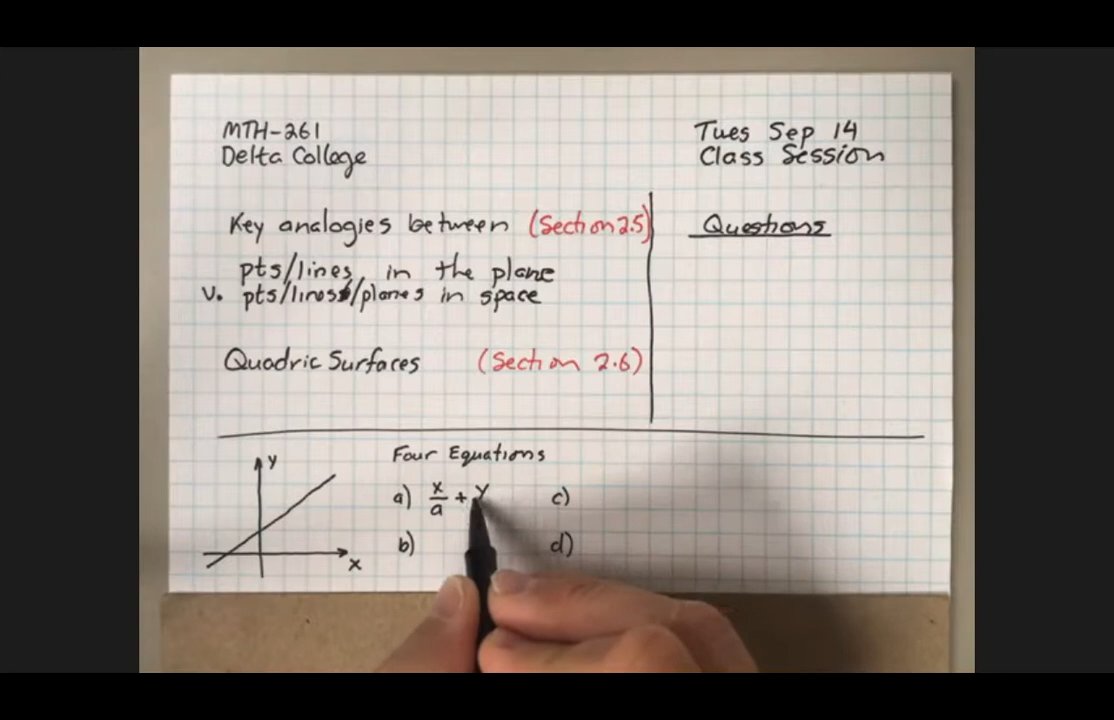 MTH-261
Delta College
Tues Sep 14
Class Session
Key analogies between (Section 2.5)
pts/lines in the plane
v. pts/lines/planes in space
Quadric Surfaces (Section 2.6)
Questions
y
x
Four Equations
a) x/a + y
b)
c)
d)